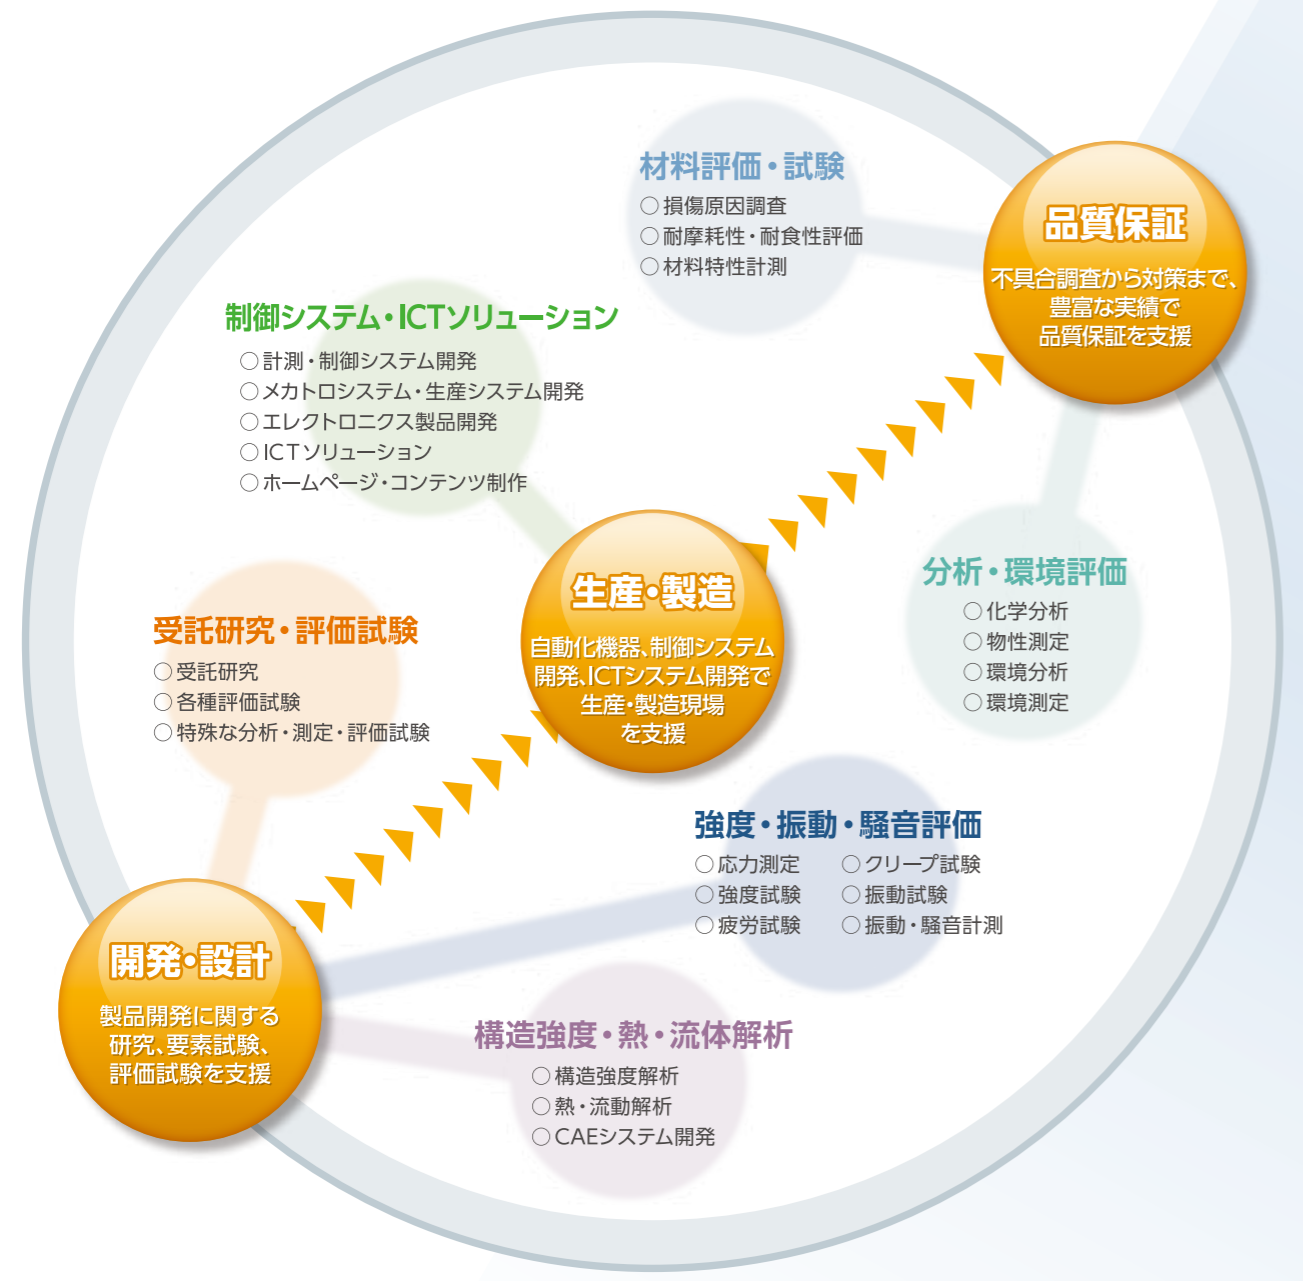 材料評価・試験
○損傷原因調査
○耐摩耗性・耐食性評価
○材料特性計測
品質保証
不具合調査から対策まで、
豊富な実績で
品質保証を支援
制御システム・ICTソリューション
○計測・制御システム開発
○メカトロシステム・生産システム開発
○エレクトロニクス製品開発
○ICTソリューション
○ホームページ・コンテンツ制作
生産・製造
自動化機器、制御システム
開発、ICTシステム開発で
生産・製造現場
を支援
分析・環境評価
○化学分析
○物性測定
○環境分析
○環境測定
受託研究・評価試験
○受託研究
○各種評価試験
○特殊な分析・測定・評価試験
強度・振動・騒音評価
○応力測定 ○クリープ試験
○強度試験 ○振動試験
○疲労試験 ○振動・騒音計測
開発・設計
製品開発に関する
研究、要素試験、
評価試験を支援
構造強度・熱・流体解析
○構造強度解析
○熱・流動解析
○CAEシステム開発